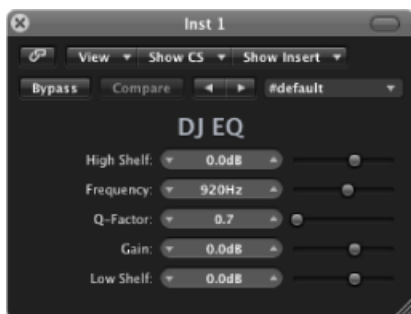 Inst 1
View Show CS Show Insert
Bypass Compare #default
DJ EQ
High Shelf: 0.0dB
Frequency: 920Hz
Q-Factor: 0.7
Gain: 0.0dB
Low Shelf: 0.0dB